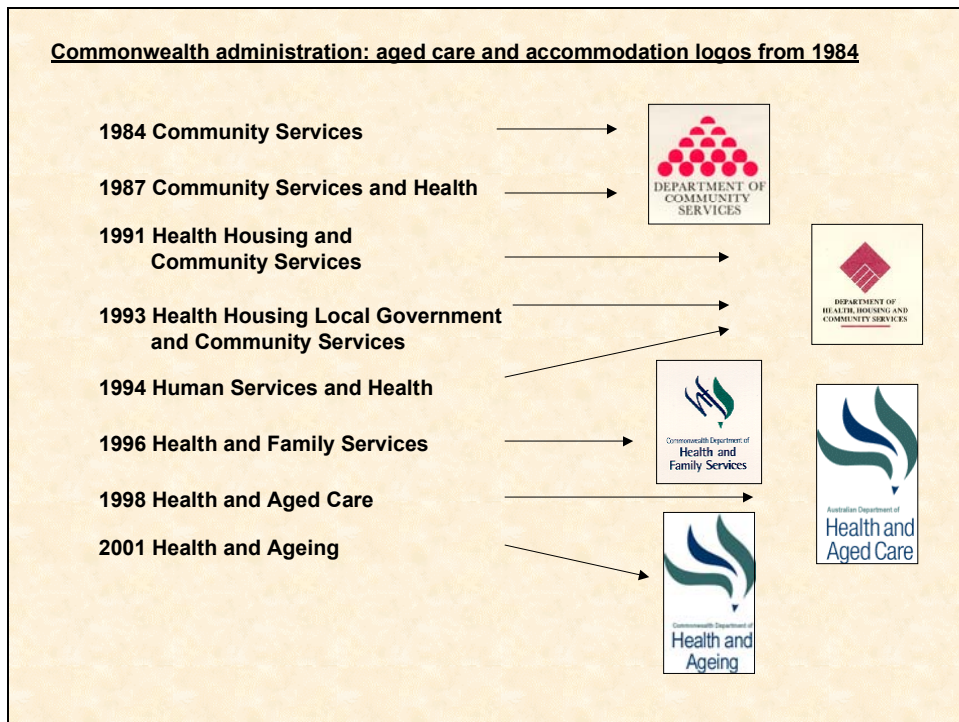 Commonwealth administration: aged care and accommodation logos from 1984
1984 Community Services
1987 Community Services and Health
1991 Health Housing and
Community Services
1993 Health Housing Local Government
and Community Services
1994 Human Services and Health
1996 Health and Family Services
1998 Health and Aged Care
2001 Health and Ageing
DEPARTMENT OF
COMMUNITY
SERVICES
DEPARTMENT OF
HEALTH, HOUSING AND
COMMUNITY SERVICES
Commonwealth Department of
Health and
Family Services
Australian Department of
Health and
Aged Care
Commonwealth Department of
Health and
Ageing